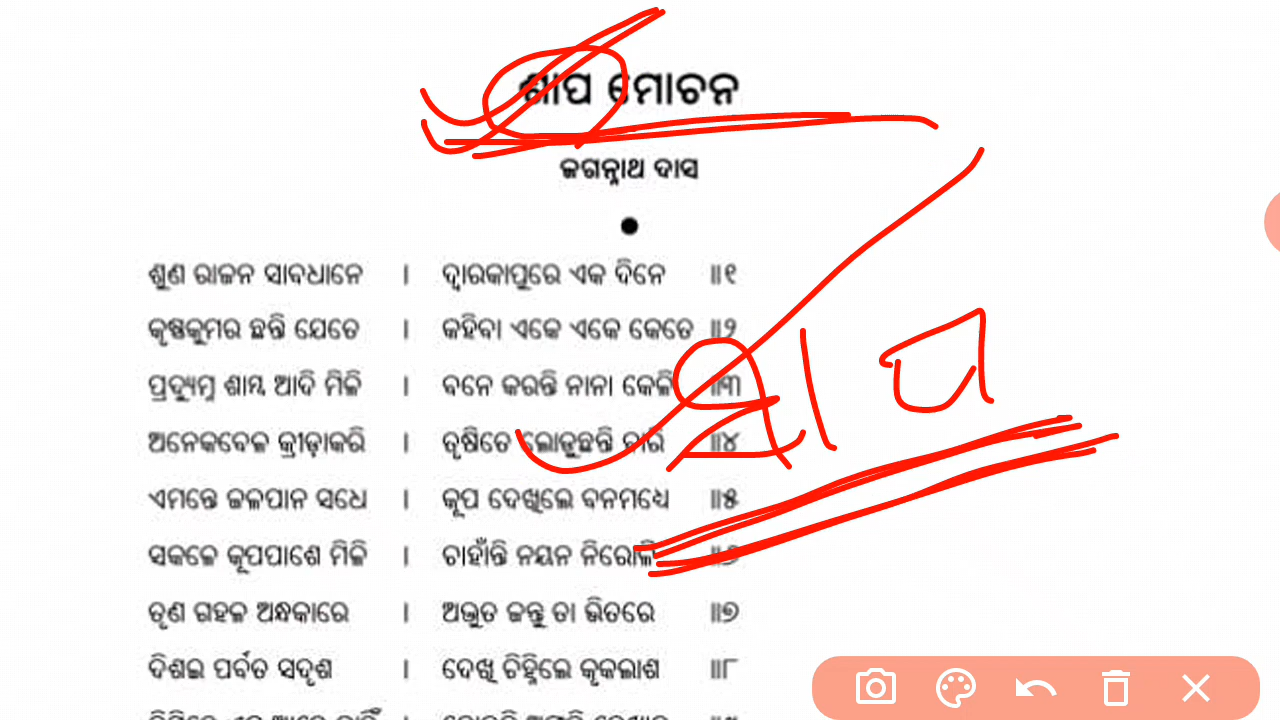 ଶାପ ମୋଚନ
ଜଗନ୍ନାଥ ଦାସ
ଶୁଣ ରାଜନ ସାବଧାନେ । ଦ୍ୱାରକାପୁରେ ଏକ ଦିନେ ॥୧
କୃଷ୍ଣକୁମର ଛନ୍ତି ଯେତେ । କହିବା ଏକେ ଏକେ କେତେ ॥୨
ପ୍ରଦ୍ୟୁମ୍ନ ଶାମ୍ଭ ଆଦି ମିଳି । ବନେ କରନ୍ତି ନାନା କେଳି ॥୩
ଅନେକବେଳ କ୍ରୀଡ଼ାକରି । ତୃଷିତେ ଲୋଡୁଛନ୍ତି ବାରି ॥୪
ଶାପ
ଏମନ୍ତେ ଜଳପାନ ସଧେ । କୂପ ଦେଖିଲେ ବନମଧ୍ୟେ ॥୫
ସକଳେ କୂପପାଶେ ମିଳି । ଚାହାଁନ୍ତି ନୟନ ନିରୋଳି ॥୬
ତୃଣ ଗହଳ ଅନ୍ଧକାରେ । ଅଦ୍ଭୁତ ଜନ୍ତୁ ତା ଭିତରେ ॥୭
ଦିଶଇ ପର୍ବତ ସଦୃଶ । ଦେଖି ଚିହ୍ନିଲେ କୃକଲାଶ ॥୮